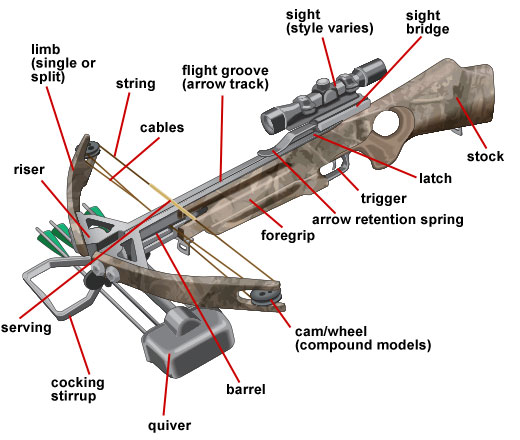 sight
(style varies)
sight
bridge
limb
(single or
split)
string
flight groove
(arrow track)
cables
riser
stock
latch
trigger
arrow retention spring
foregrip
serving
cam/wheel
(compound models)
cocking
stirrup
barrel
quiver